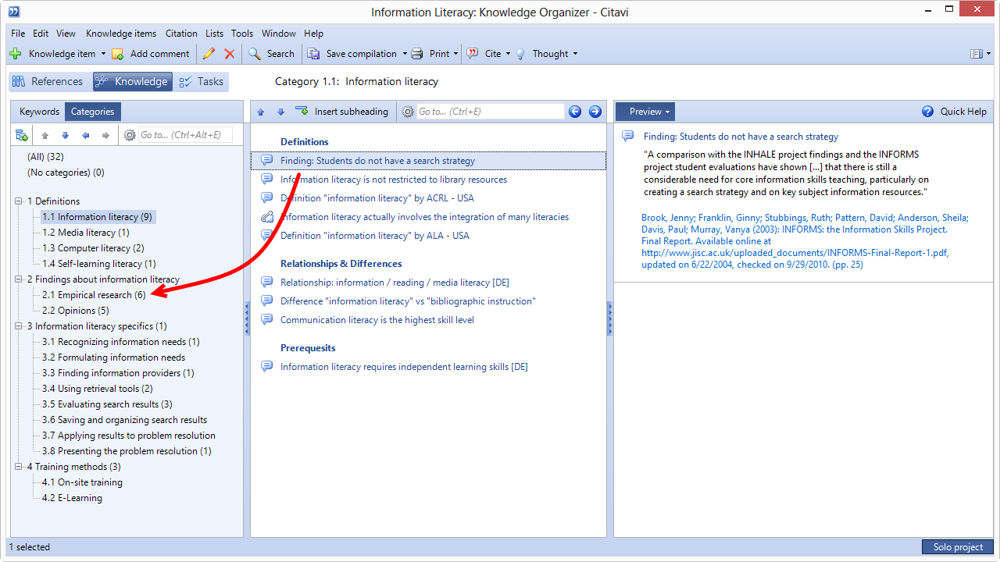 Information Literacy: Knowledge Organizer - Citavi
File Edit View Knowledge items Citation Lists Tools Window Help
Knowledge item Add comment Search Save compilation Print Cite Thought
References Knowledge Tasks Category 1.1: Information literacy
Keywords Categories
Go to... (Ctrl+Alt+E)
(All) (32)
(No categories) (0)
1 Definitions
1.1 Information literacy (9)
1.2 Media literacy (1)
1.3 Computer literacy (2)
1.4 Self-learning literacy (1)
2 Findings about information literacy
2.1 Empirical research (6)
2.2 Opinions (5)
3 Information literacy specifics (1)
3.1 Recognizing information needs (1)
3.2 Formulating information needs
3.3 Finding information providers (1)
3.4 Using retrieval tools (2)
3.5 Evaluating search results (3)
3.6 Saving and organizing search results
3.7 Applying results to problem resolution
3.8 Presenting the problem resolution (1)
4 Training methods (3)
4.1 On-site training
4.2 E-Learning
Insert subheading Go to... (Ctrl+E)
Definitions
Finding: Students do not have a search strategy
Information literacy is not restricted to library resources
Definition "information literacy" by ACRL - USA
Information literacy actually involves the integration of many literacies
Definition "information literacy" by ALA - USA
Relationships & Differences
Relationship: information / reading / media literacy [DE]
Difference "information literacy" vs "bibliographic instruction"
Communication literacy is the highest skill level
Prerequesits
Information literacy requires independent learning skills [DE]
Preview Quick Help
Finding: Students do not have a search strategy
"A comparison with the INHALE project findings and the INFORMS
project student evaluations have shown [...] that there is still a
considerable need for core information skills teaching, particularly on
creating a search strategy and on key subject information resources."
Brook, Jenny; Franklin, Ginny; Stubbings, Ruth; Pattern, David; Anderson, Sheila;
Davis, Paul; Murray, Vanya (2003): INFORMS: the Information Skills Project.
Final Report. Available online at
http://www.jisc.ac.uk/uploaded_documents/INFORMS-Final-Report-1.pdf,
updated on 6/22/2004, checked on 9/29/2010. (pp. 25)
1 selected
Solo project